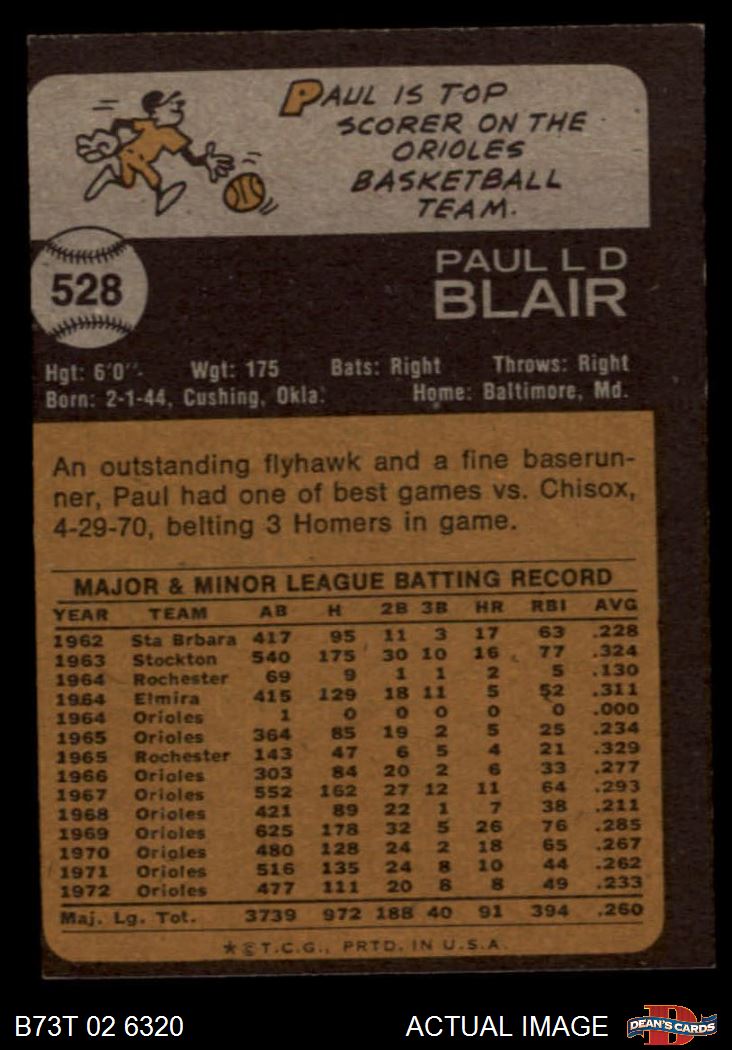 PAUL IS TOP
SCORER ON THE
ORIOLES
BASKETBALL
TEAM.
528
PAUL L D
BLAIR
Hgt: 6'0" Wgt: 175 Bats: Right Throws: Right
Born: 2-1-44, Cushing, Okla. Home: Baltimore, Md.
An outstanding flyhawk and a fine baserun-
ner, Paul had one of best games vs. Chisox,
4-29-70, belting 3 Homers in game.
MAJOR & MINOR LEAGUE BATTING RECORD
YEAR TEAM AB H 2B 3B HR RBI AVG
1962 Sta Brbara 417 95 11 3 17 63 .228
1963 Stockton 540 175 30 10 16 77 .324
1964 Rochester 69 9 1 1 2 5 .130
1964 Elmira 415 129 18 11 5 52 .311
1964 Orioles 1 0 0 0 0 0 .000
1965 Orioles 364 85 19 2 5 25 .234
1965 Rochester 143 47 6 5 4 21 .329
1966 Orioles 303 84 20 2 6 33 .277
1967 Orioles 552 162 27 12 11 64 .293
1968 Orioles 421 89 22 1 7 38 .211
1969 Orioles 625 178 32 5 26 76 .285
1970 Orioles 480 128 24 2 18 65 .267
1971 Orioles 516 135 24 8 10 44 .262
1972 Orioles 477 111 20 8 8 49 .233
Maj. Lg. Tot. 3739 972 188 40 91 394 .260
★ © T.C.G., PRTD. IN U.S.A.
B73T 02 6320 ACTUAL IMAGE D DEAN'S CARDS